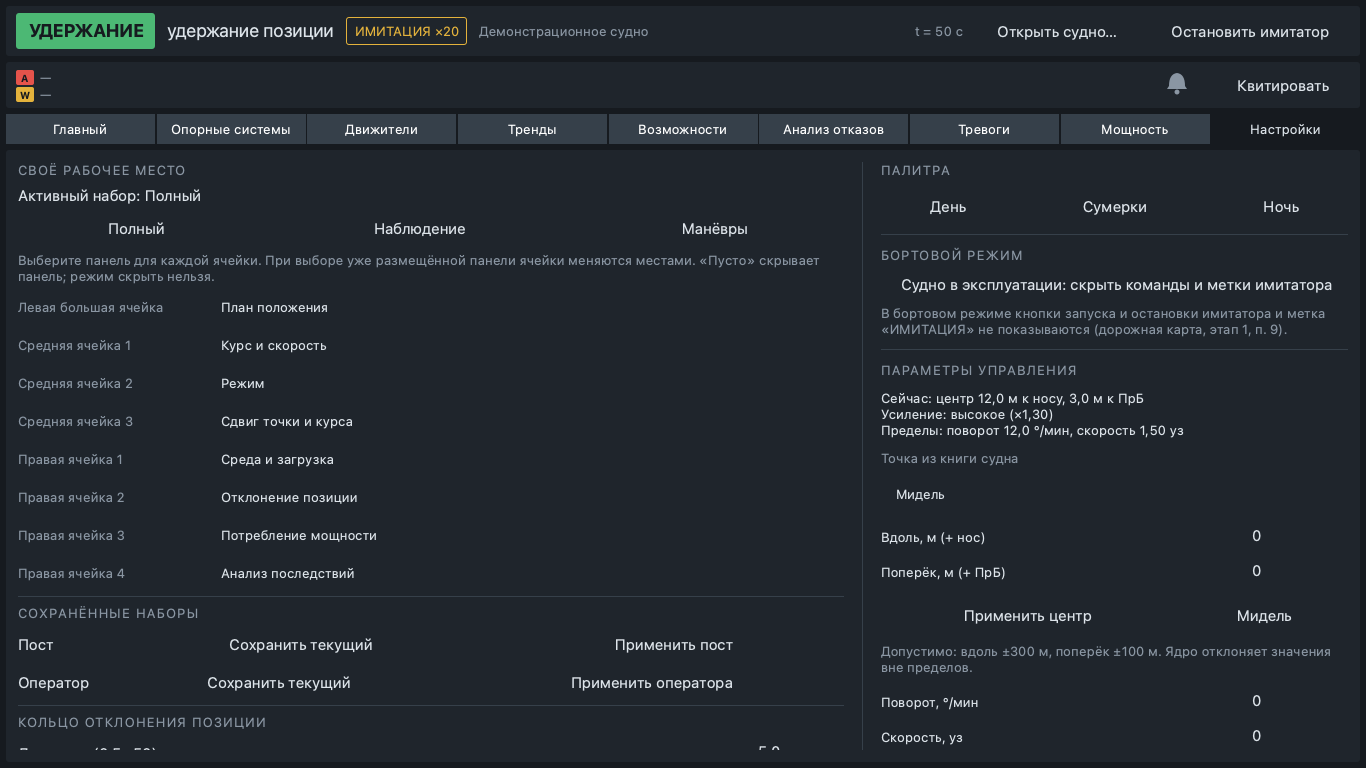 УДЕРЖАНИЕ удержание позиции ИМИТАЦИЯ ×20 Демонстрационное судно t = 50 с Открыть судно... Остановить имитатор
A —
W —
Квитировать
Главный Опорные системы Движители Тренды Возможности Анализ отказов Тревоги Мощность Настройки
СВОЁ РАБОЧЕЕ МЕСТО
Активный набор: Полный
Полный Наблюдение Манёвры
Выберите панель для каждой ячейки. При выборе уже размещённой панели ячейки меняются местами. «Пусто» скрывает
панель; режим скрыть нельзя.
Левая большая ячейка План положения
Средняя ячейка 1 Курс и скорость
Средняя ячейка 2 Режим
Средняя ячейка 3 Сдвиг точки и курса
Правая ячейка 1 Среда и загрузка
Правая ячейка 2 Отклонение позиции
Правая ячейка 3 Потребление мощности
Правая ячейка 4 Анализ последствий
СОХРАНЁННЫЕ НАБОРЫ
Пост Сохранить текущий Применить пост
Оператор Сохранить текущий Применить оператора
КОЛЬЦО ОТКЛОНЕНИЯ ПОЗИЦИИ
ПАЛИТРА
День Сумерки Ночь
БОРТОВОЙ РЕЖИМ
Судно в эксплуатации: скрыть команды и метки имитатора
В бортовом режиме кнопки запуска и остановки имитатора и метка
«ИМИТАЦИЯ» не показываются (дорожная карта, этап 1, п. 9).
ПАРАМЕТРЫ УПРАВЛЕНИЯ
Сейчас: центр 12,0 м к носу, 3,0 м к ПрБ
Усиление: высокое (×1,30)
Пределы: поворот 12,0 °/мин, скорость 1,50 уз
Точка из книги судна
Мидель
Вдоль, м (+ нос) 0
Поперёк, м (+ ПрБ) 0
Применить центр Мидель
Допустимо: вдоль ±300 м, поперёк ±100 м. Ядро отклоняет значения
вне пределов.
Поворот, °/мин 0
Скорость, уз 0